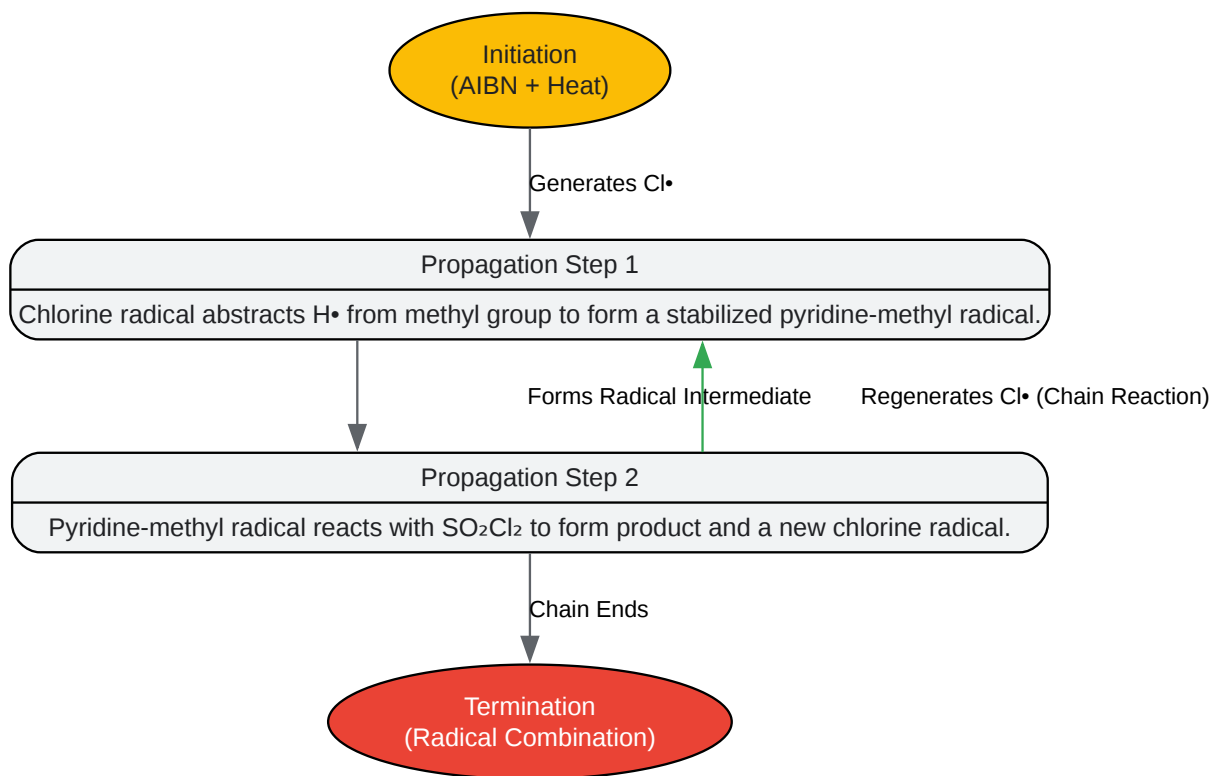 Initiation
(AIBN + Heat)
Generates Cl•
Propagation Step 1
Chlorine radical abstracts H• from methyl group to form a stabilized pyridine-methyl radical.
Forms Radical Intermediate
Regenerates Cl• (Chain Reaction)
Propagation Step 2
Pyridine-methyl radical reacts with SO₂Cl₂ to form product and a new chlorine radical.
Chain Ends
Termination
(Radical Combination)